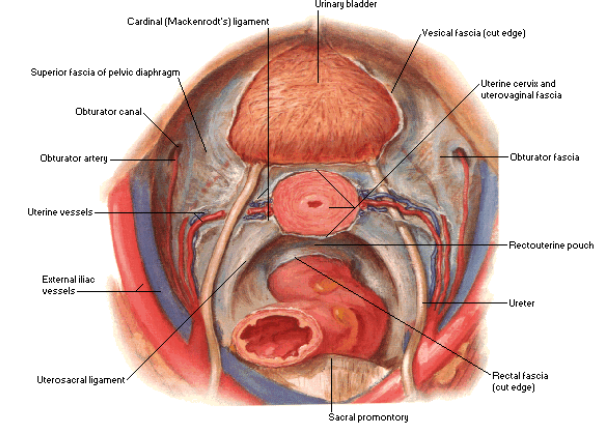 Urinary bladder
Cardinal (Mackenrodt's) ligament
Vesical fascia (cut edge)
Superior fascia of pelvic diaphragm
Uterine cervix and
uterovaginal fascia
Obturator canal
Obturator artery
Obturator fascia
Uterine vessels
Rectouterine pouch
External iliac
vessels
Ureter
Uterosacral ligament
Rectal fascia
(cut edge)
Sacral promontory